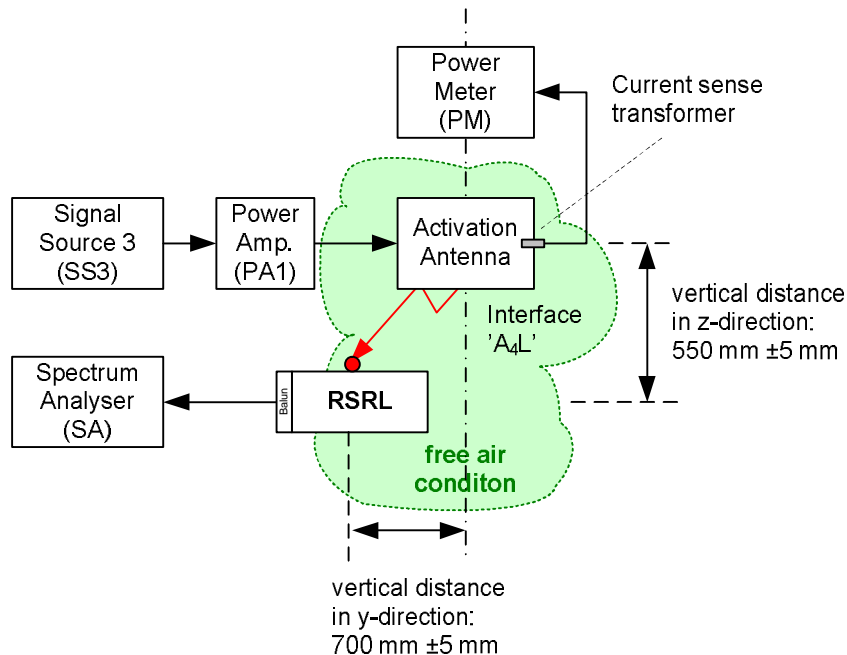 Power
Meter
(PM)
Current sense
transformer
Signal
Source 3
(SS3)
Power
Amp.
(PA1)
Activation
Antenna
Interface
'A4L'
vertical distance
in z-direction:
550 mm ±5 mm
Spectrum
Analyser
(SA)
Balun
RSRL
free air
conditon
vertical distance
in y-direction:
700 mm ±5 mm